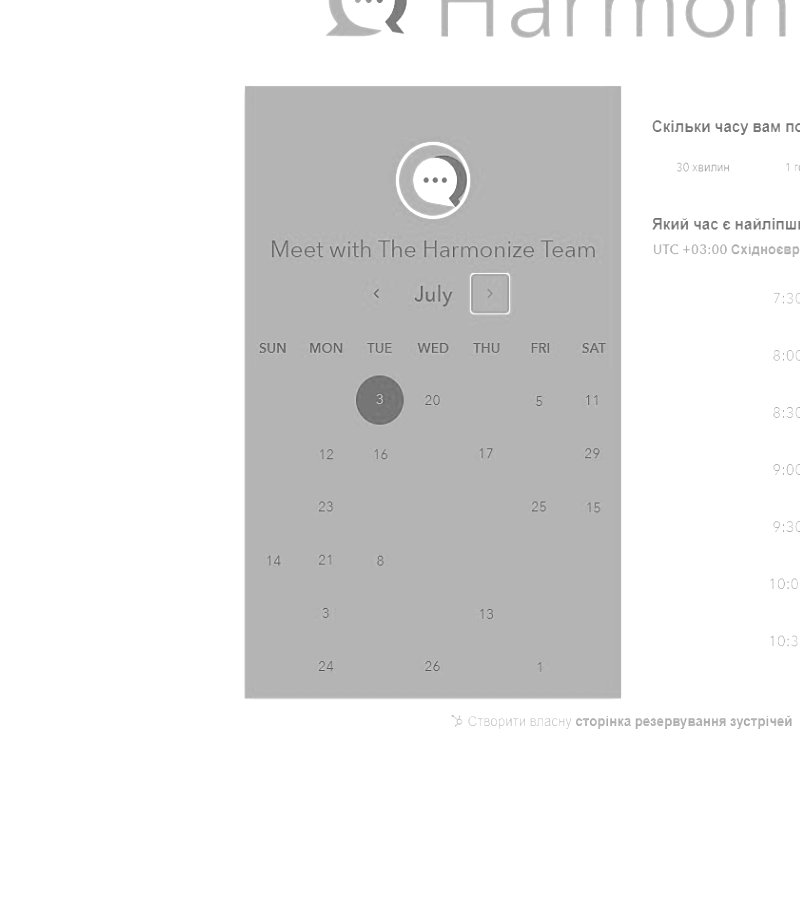 Harmon
Meet with The Harmonize Team
July
SUN MON TUE WED THU FRI SAT
3 20 5 11
12 16 17 29
23 25 15
14 21 8
3 13
24 26 1
Скільки часу вам по
30 хвилин 1 г
Який час є найліпш
UTC +03:00 Східноєвр
7:30
8:00
8:30
9:00
9:30
10:0
10:3
Створити власну сторінка резервування зустрічей